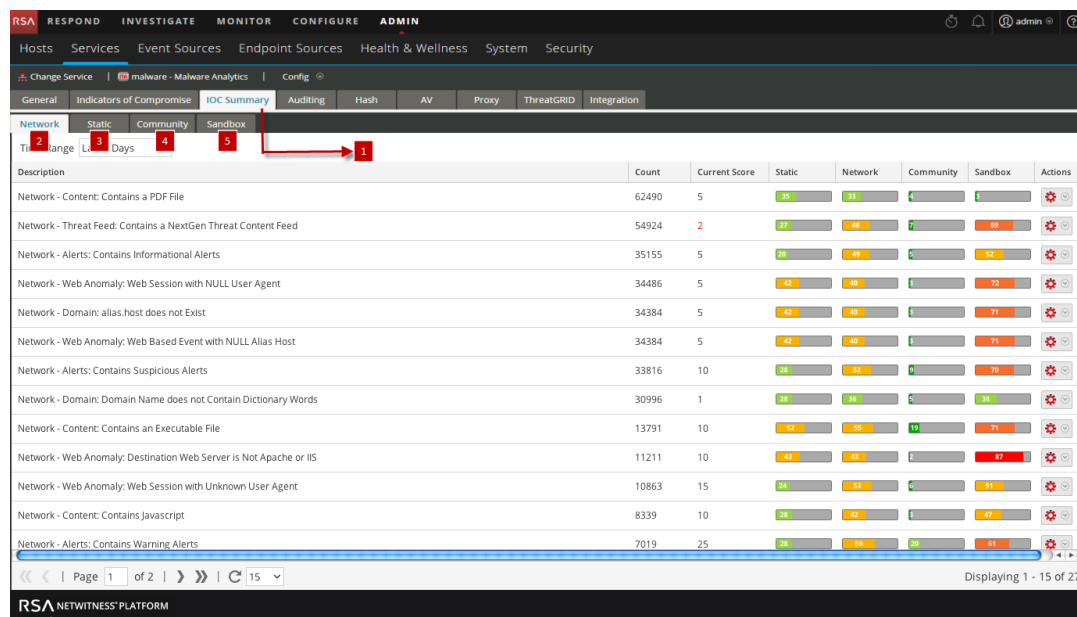 RSA RESPOND INVESTIGATE MONITOR CONFIGURE ADMIN admin
Hosts Services Event Sources Endpoint Sources Health & Wellness System Security
Change Service | malware - Malware Analytics | Config
General Indicators of Compromise IOC Summary Auditing Hash AV Proxy ThreatGRID Integration
Network Static Community Sandbox
2 3 4 5 1
Range Days
Description Count Current Score Static Network Community Sandbox Actions
Network - Content: Contains a PDF File 62490 5 35 33 4
Network - Threat Feed: Contains a NextGen Threat Content Feed 54924 2 27 48 7 69
Network - Alerts: Contains Informational Alerts 35155 5 20 49 5 52
Network - Web Anomaly: Web Session with NULL User Agent 34486 5 42 40 3 72
Network - Domain: alias.host does not Exist 34384 5 42 40 3 71
Network - Web Anomaly: Web Based Event with NULL Alias Host 34384 5 42 40 3 71
Network - Alerts: Contains Suspicious Alerts 33816 10 28 52 9 70
Network - Domain: Domain Name does not Contain Dictionary Words 30996 1 28 36 5 38
Network - Content: Contains an Executable File 13791 10 52 55 19 71
Network - Web Anomaly: Destination Web Server is Not Apache or IIS 11211 10 43 43 2 87
Network - Web Anomaly: Web Session with Unknown User Agent 10863 15 24 53 6 51
Network - Content: Contains Javascript 8339 10 28 42 3 47
Network - Alerts: Contains Warning Alerts 7019 25 28 59 20 61
Page 1 of 2 | 15 Displaying 1 - 15 of 27
RSA NETWITNESS® PLATFORM